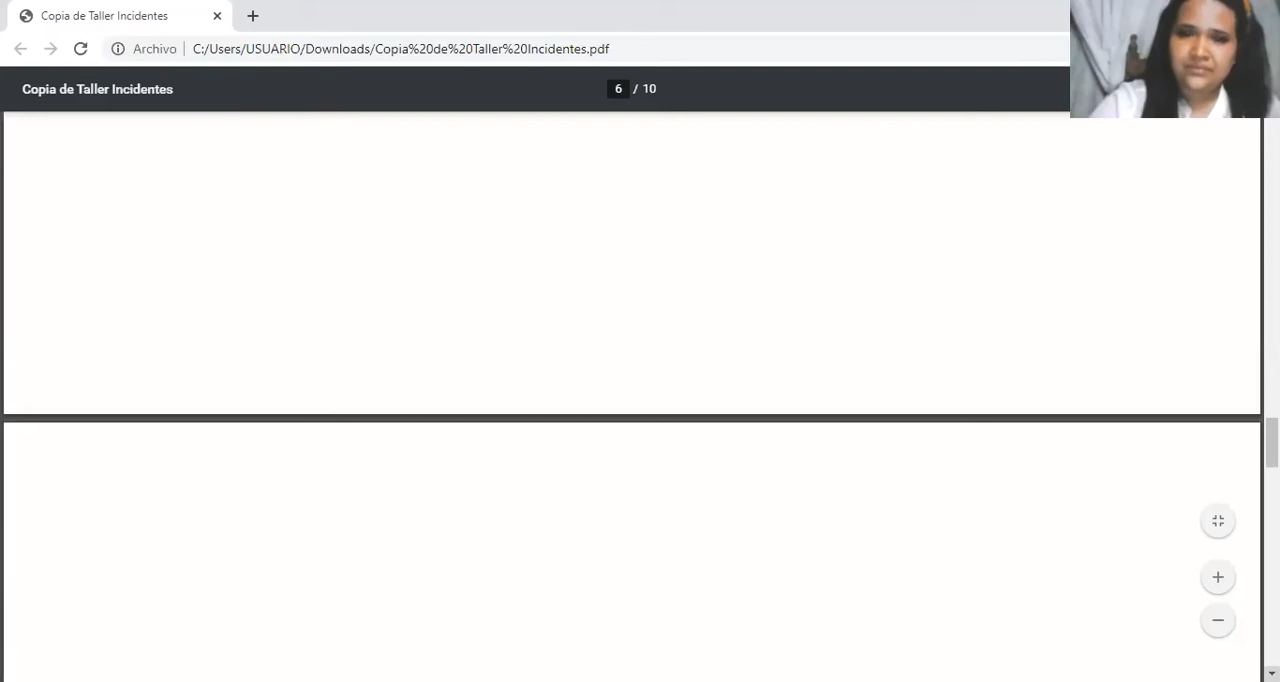 Copia de Taller Incidentes
Archivo C:/Users/USUARIO/Downloads/Copia%20de%20Taller%20Incidentes.pdf
Copia de Taller Incidentes 6 / 10